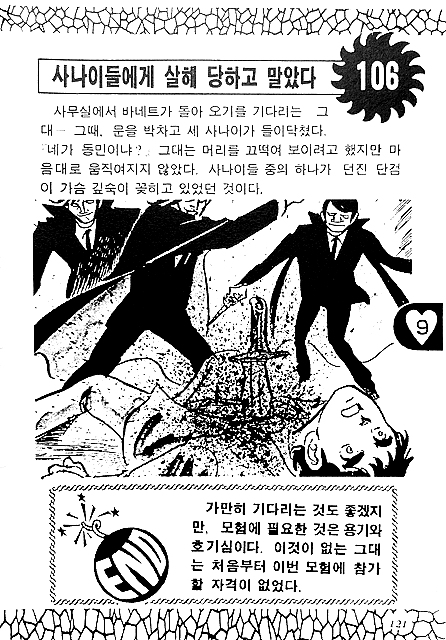 사나이들에게 살해 당하고 말았다
106
사무실에서 바네트가 돌아 오기를 기다리는 그
대— 그때, 문을 박차고 세 사나이가 들이닥쳤다.
「네가 동민이냐?」 그대는 머리를 끄떡여 보이려고 했지만 마
음대로 움직여지지 않았다. 사나이들 중의 하나가 던진 단검
이 가슴 깊숙이 꽂히고 있었던 것이다.
9
가만히 기다리는 것도 좋겠지
만, 모험에 필요한 것은 용기와
호기심이다. 이것이 없는 그대
는 처음부터 이번 모험에 참가
할 자격이 없었다.
THE END
121